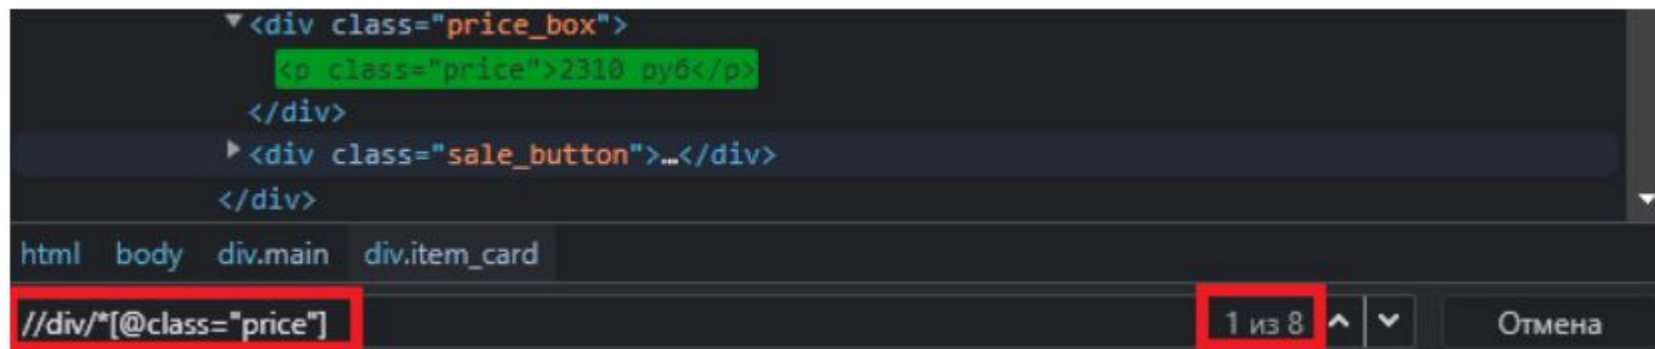 ▼<div class="price_box">
<p class="price">2310 руб</p>
</div>
▶<div class="sale_button">…</div>
</div>
html body div.main div.item_card
//div/*[@class="price"] 1 из 8 Отмена